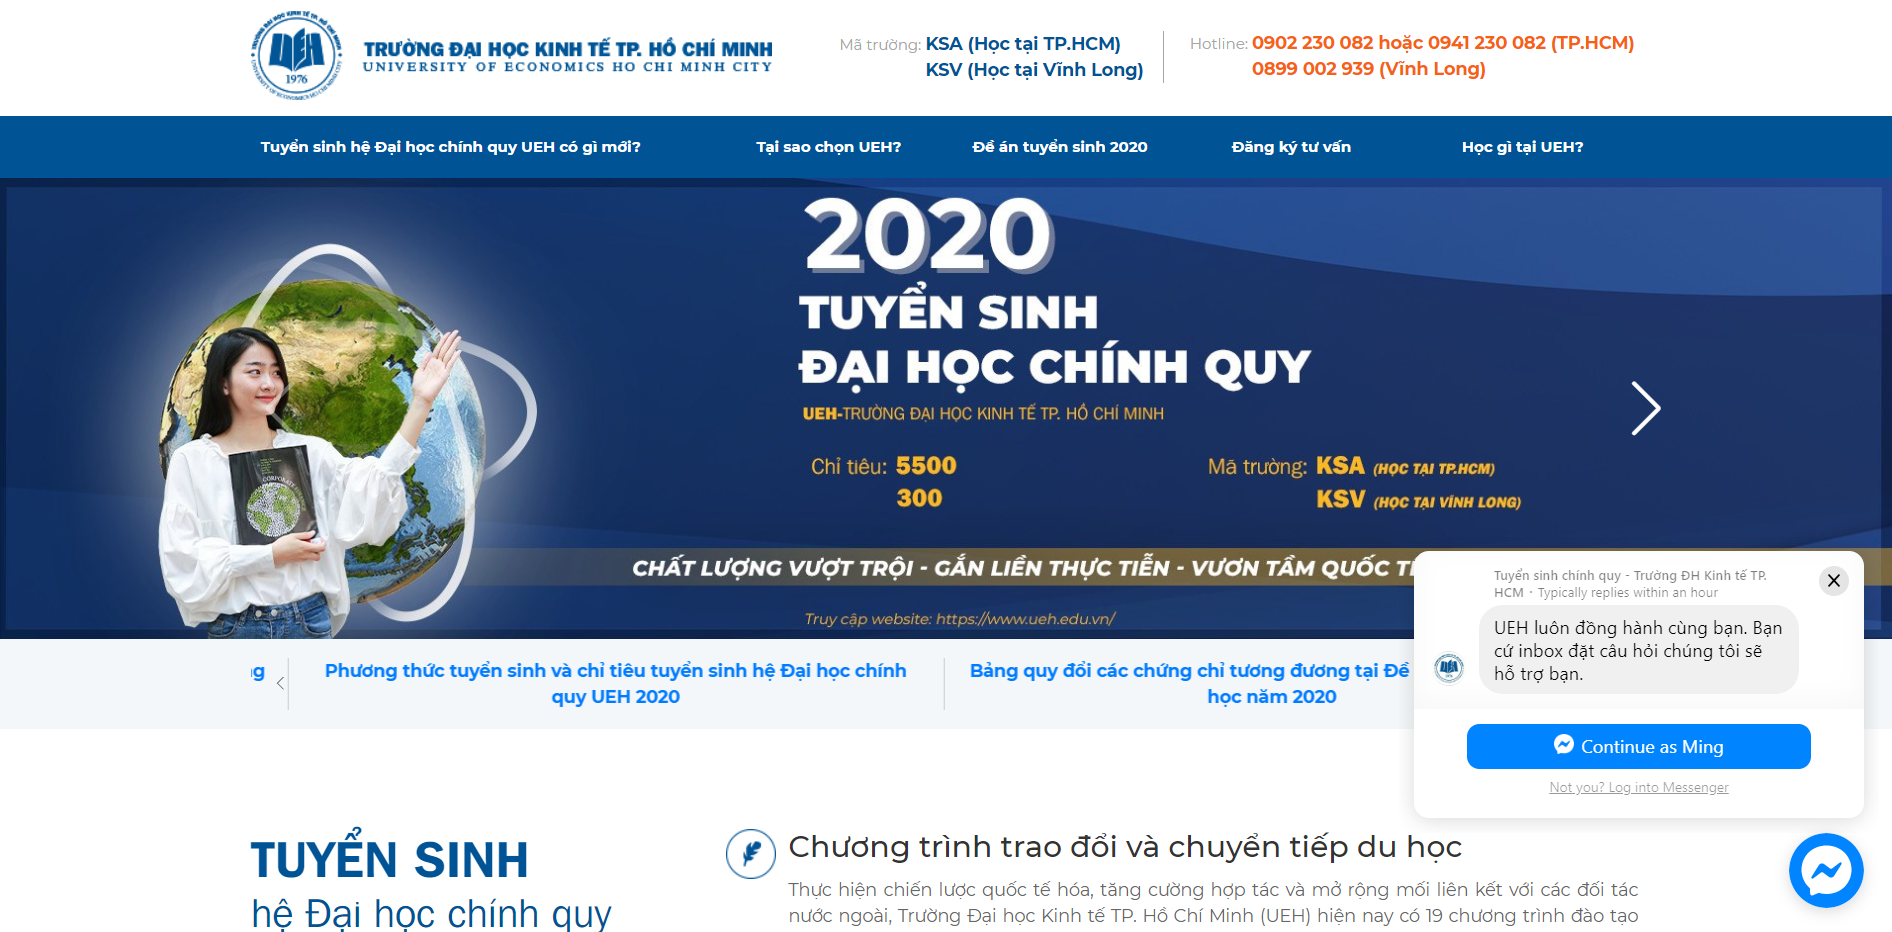 TRƯỜNG ĐẠI HỌC KINH TẾ TP. HỒ CHÍ MINH
UNIVERSITY OF ECONOMICS HO CHI MINH CITY
UEH
1976
Mã trường: KSA (Học tại TP.HCM)
KSV (Học tại Vĩnh Long)
Hotline: 0902 230 082 hoặc 0941 230 082 (TP.HCM)
0899 002 939 (Vĩnh Long)
Tuyển sinh hệ Đại học chính quy UEH có gì mới?
Tại sao chọn UEH?
Đề án tuyển sinh 2020
Đăng ký tư vấn
Học gì tại UEH?
2020
TUYỂN SINH
ĐẠI HỌC CHÍNH QUY
UEH-TRƯỜNG ĐẠI HỌC KINH TẾ TP. HỒ CHÍ MINH
Chỉ tiêu: 5500
300
Mã trường: KSA (HỌC TẠI TP.HCM)
KSV (HỌC TẠI VĨNH LONG)
CORPORATE
CHẤT LƯỢNG VƯỢT TRỘI - GẮN LIỀN THỰC TIỄN - VƯƠN TẦM QUỐC T
Truy cập website: https://www.ueh.edu.vn/
Phương thức tuyển sinh và chỉ tiêu tuyển sinh hệ Đại học chính
quy UEH 2020
Bảng quy đổi các chứng chỉ tương đương tại Đề
học năm 2020
Tuyển sinh chính quy - Trường ĐH Kinh tế TP.
HCM · Typically replies within an hour
UEH luôn đồng hành cùng bạn. Bạn
cứ inbox đặt câu hỏi chúng tôi sẽ
hỗ trợ bạn.
Continue as Ming
Not you? Log into Messenger
TUYỂN SINH
hệ Đại học chính quy
Chương trình trao đổi và chuyển tiếp du học
Thực hiện chiến lược quốc tế hóa, tăng cường hợp tác và mở rộng mối liên kết với các đối tác
nước ngoài, Trường Đại học Kinh tế TP. Hồ Chí Minh (UEH) hiện nay có 19 chương trình đào tạo